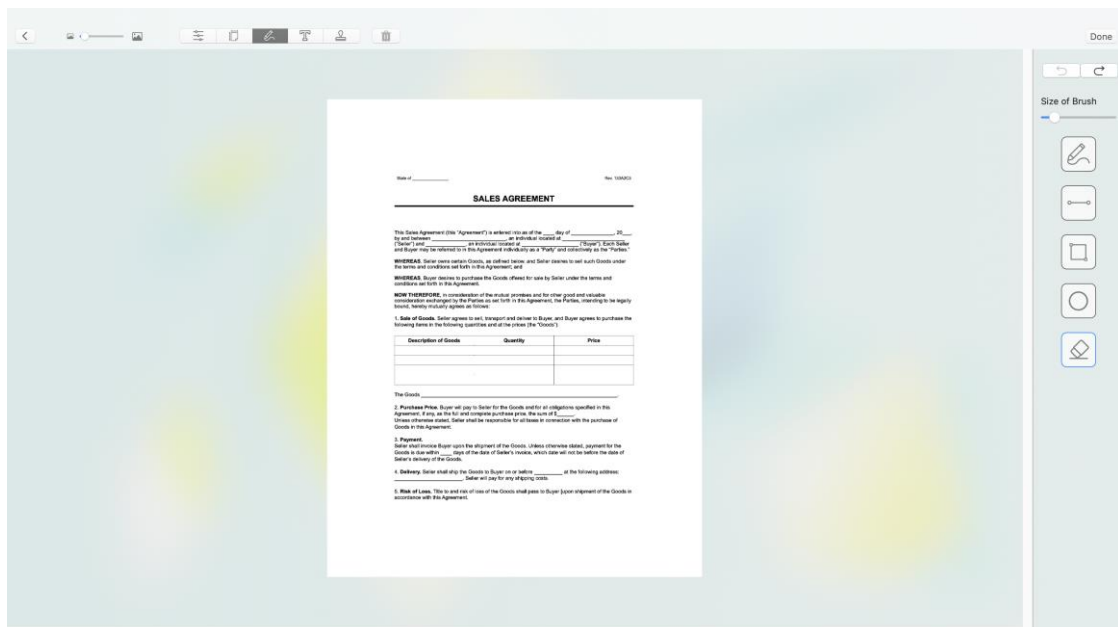 Done
Size of Brush
State of ______________ Rev. 133A0C5
SALES AGREEMENT
This Sales Agreement (this "Agreement") is entered into as of the ____ day of ________________, 20___
by and between ____________________, an individual located at ____________________
("Seller") and ______________, an individual located at ____________________ ("Buyer"). Each Seller
and Buyer may be referred to in this Agreement individually as a "Party" and collectively as the "Parties."
WHEREAS, Seller owns certain Goods, as defined below, and Seller desires to sell such Goods under
the terms and conditions set forth in this Agreement; and
WHEREAS, Buyer desires to purchase the Goods offered for sale by Seller under the terms and
conditions set forth in this Agreement.
NOW THEREFORE, in consideration of the mutual promises and for other good and valuable
consideration exchanged by the Parties as set forth in this Agreement, the Parties, intending to be legally
bound, hereby mutually agrees as follows:
1. Sale of Goods. Seller agrees to sell, transport and deliver to Buyer, and Buyer agrees to purchase the
following items in the following quantities and at the prices (the "Goods"):
Description of Goods Quantity Price
The Goods ____________________________________________.
2. Purchase Price. Buyer will pay to Seller for the Goods and for all obligations specified in this
Agreement, if any, as the full and complete purchase price, the sum of $______.
Unless otherwise stated, Seller shall be responsible for all taxes in connection with the purchase of
Goods in this Agreement.
3. Payment.
Seller shall invoice Buyer upon the shipment of the Goods. Unless otherwise stated, payment for the
Goods is due within ____ days of the date of Seller's invoice, which date will not be before the date of
Seller's delivery of the Goods.
4. Delivery. Seller shall ship the Goods to Buyer on or before __________ at the following address:
________________________. Seller will pay for any shipping costs.
5. Risk of Loss. Title to and risk of loss of the Goods shall pass to Buyer [upon shipment of the Goods in
accordance with this Agreement.